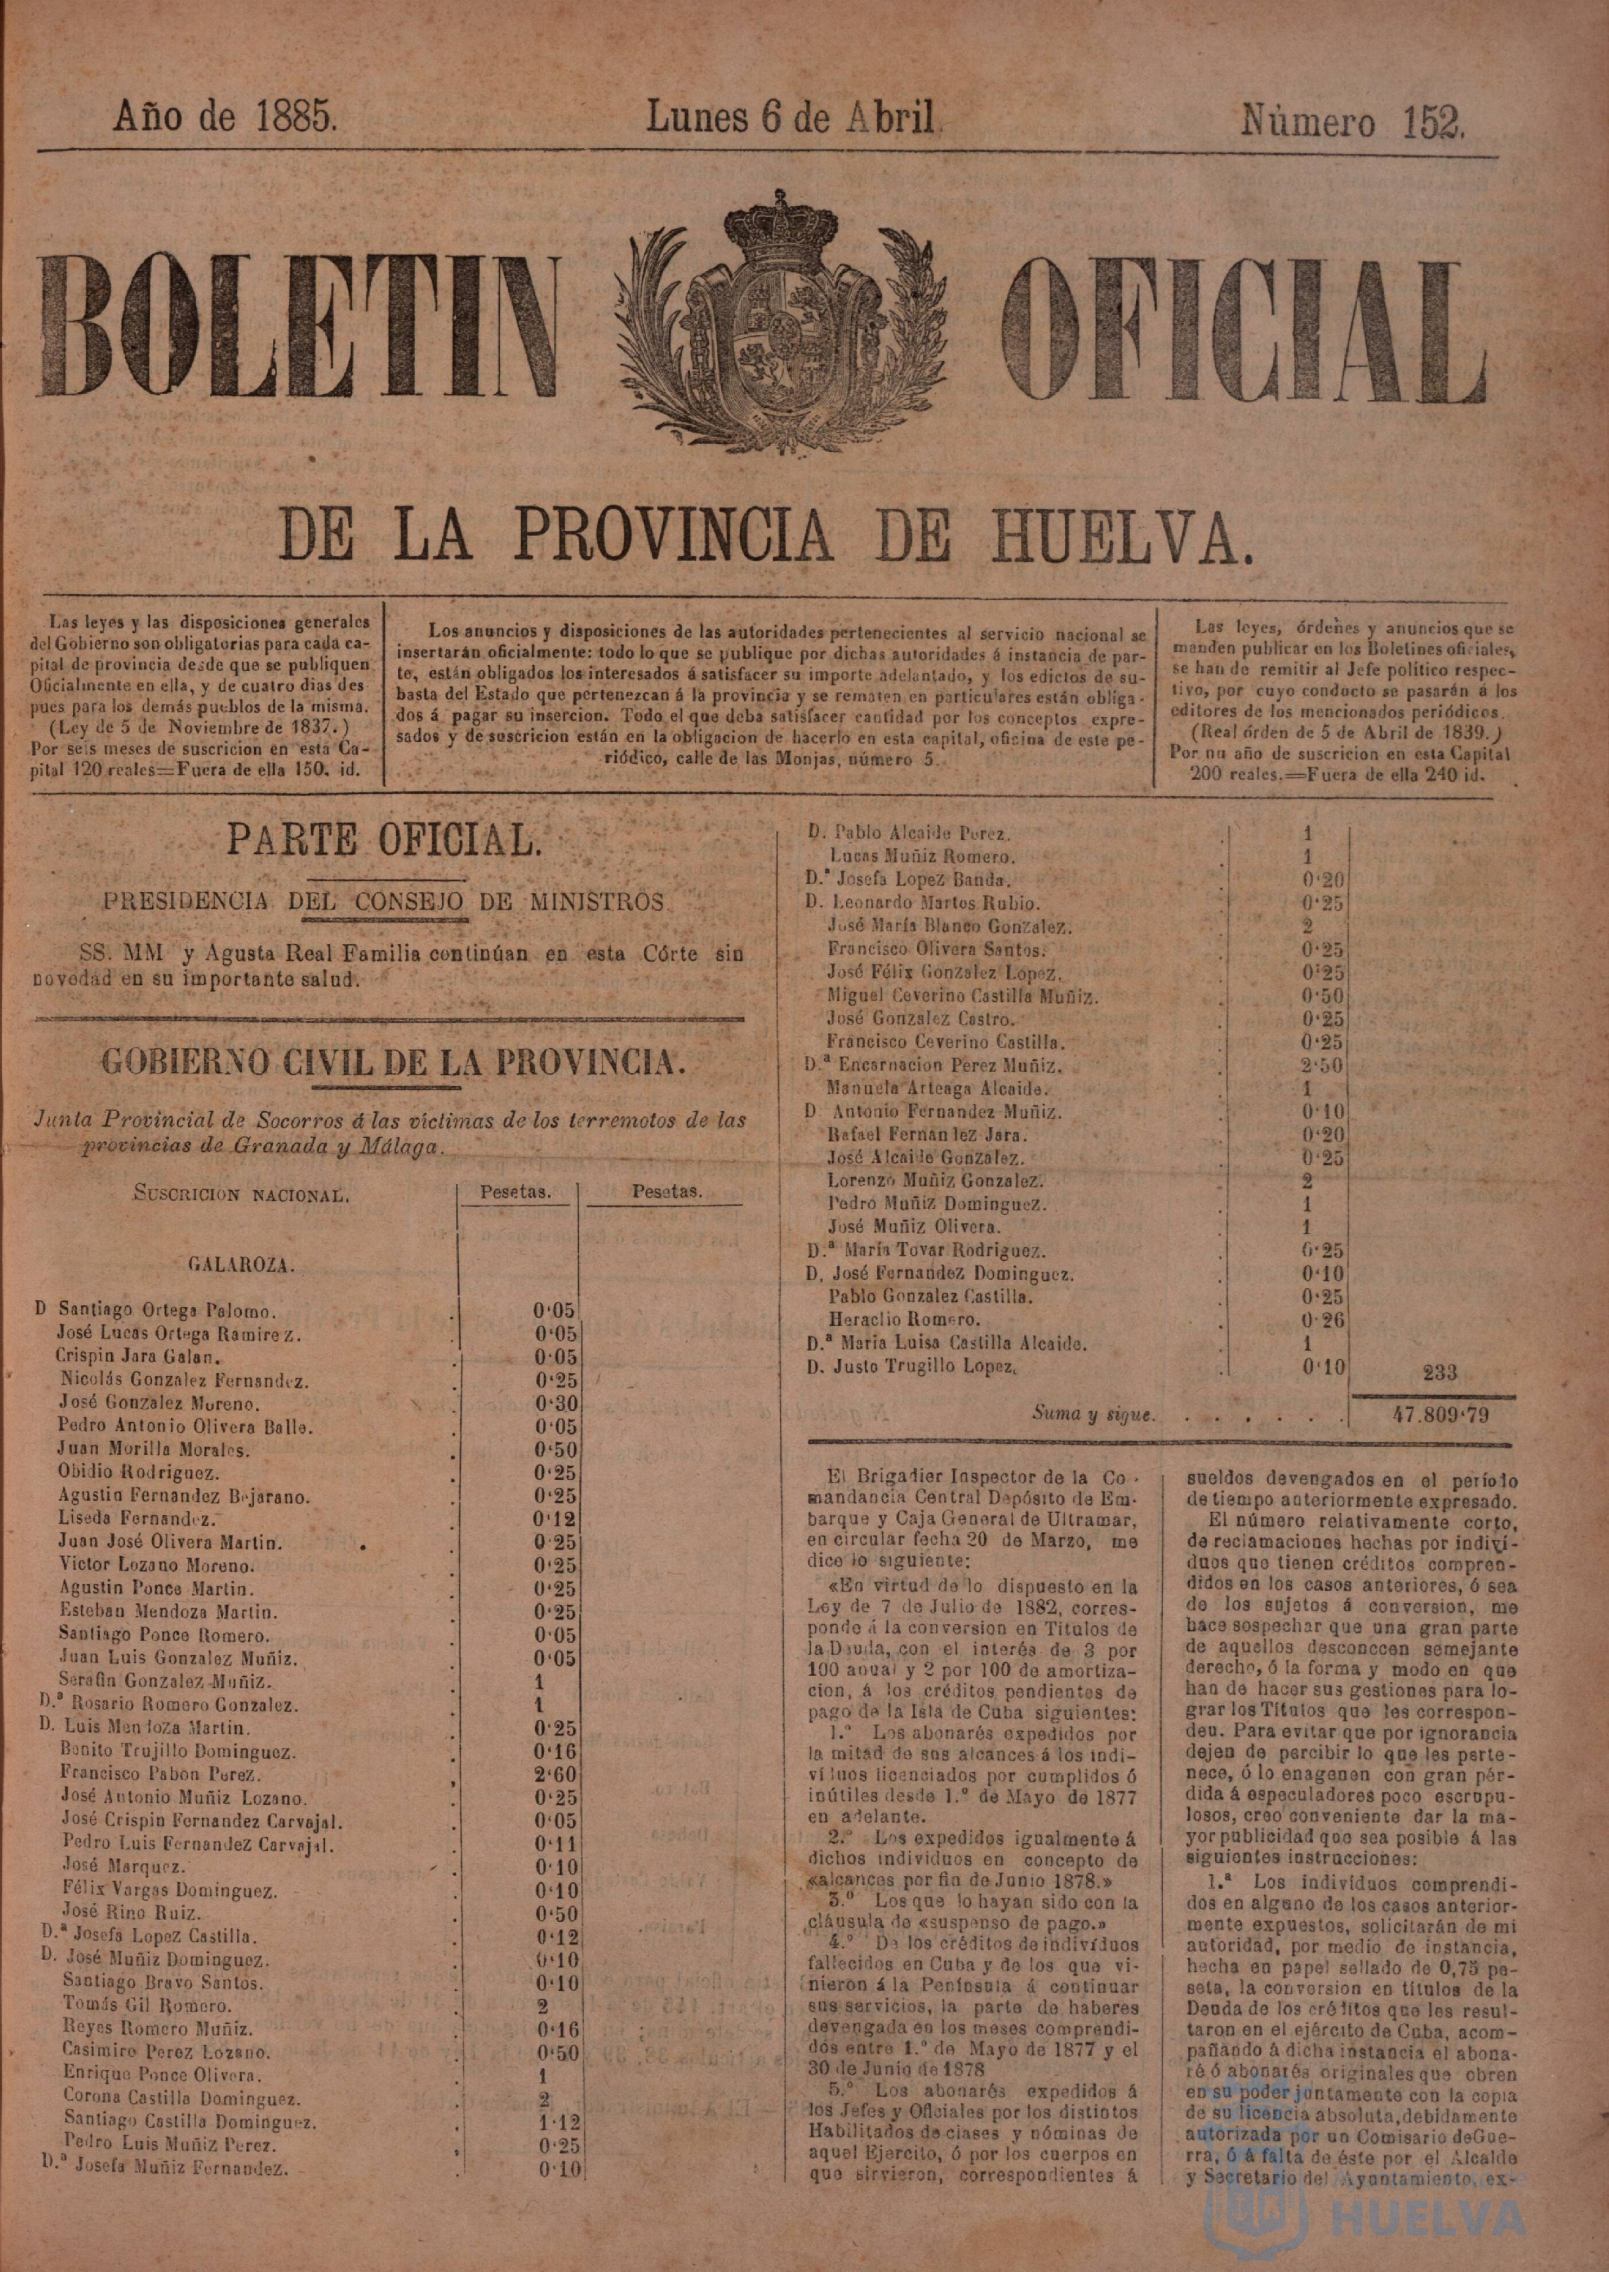 Año de 1885.
Lunes 6 de Abril.
Número 152.
BOLETIN OFICIAL
DE LA PROVINCIA DE HUELVA.
Las leyes y las disposiciones generales
del Gobierno son obligatorias para cada ca-
pital de provincia desde que se publiquen
Oficialmente en ella, y de cuatro dias des
pues para los demás pueblos de la misma.
(Ley de 5 de Noviembre de 1837.)
Por seis meses de suscricion en esta Ca-
pital 120 reales=Fuera de ella 150. id.
Los anuncios y disposiciones de las autoridades pertenecientes al servicio nacional se
insertarán oficialmente: todo lo que se publique por dichas autoridades á instancia de par-
te, están obligados los interesados á satisfacer su importe adelantado, y los edictos de su-
basta del Estado que pertenezcan á la provincia y se rematen en particulares están obliga-
dos á pagar su insercion. Todo el que deba satisfacer cantidad por los conceptos expre-
sados y de suscricion están en la obligacion de hacerlo en esta capital, oficina de este pe-
riódico, calle de las Monjas, número 5.
Las leyes, órdenes y anuncios que se
manden publicar en los Boletines oficiales,
se han de remitir al Jefe político respec-
tivo, por cuyo conducto se pasarán á los
editores de los mencionados periódicos.
(Real órden de 5 de Abril de 1839.)
Por nu año de suscricion en esta Capital
200 reales.=Fuera de ella 240 id.
PARTE OFICIAL.
PRESIDENCIA DEL CONSEJO DE MINISTROS.
SS. MM y Agusta Real Familia continúan en esta Córte sin
novedad en su importante salud.
GOBIERNO CIVIL DE LA PROVINCIA.
Junta Provincial de Socorros á las víctimas de los terremotos de las
provincias de Granada y Málaga.
SUSCRICION NACIONAL. Pesetas. Pesetas.
GALAROZA.
D Santiago Ortega Palomo. 0'05
José Lucas Ortega Ramirez. 0'05
Crispin Jara Galan. 0'05
Nicolás Gonzalez Fernandez. 0'25
José Gonzalez Moreno. 0'30
Pedro Antonio Olivera Balle. 0'05
Juan Morilla Morales. 0'50
Obidio Rodriguez. 0'25
Agustin Fernandez Bejarano. 0'25
Liseda Fernandez. 0'12
Juan José Olivera Martin. 0'25
Victor Lozano Moreno. 0'25
Agustin Ponce Martin. 0'25
Esteban Mendoza Martin. 0'25
Santiago Ponce Romero. 0'05
Juan Luis Gonzalez Muñiz. 0'05
Serafin Gonzalez Muñiz. 1
D.ª Rosario Romero Gonzalez. 1
D. Luis Mendoza Martin. 0'25
Benito Trujillo Dominguez. 0'16
Francisco Pabon Perez. 2'60
José Antonio Muñiz Lozano. 0'25
José Crispin Fernandez Carvajal. 0'05
Pedro Luis Fernandez Carvajal. 0'11
José Marquez. 0'10
Félix Vargas Dominguez. 0'10
José Rino Ruiz. 0'50
D.ª Josefa Lopez Castilla. 0'12
D. José Muñiz Dominguez. 0'10
Santiago Bravo Santos. 0'10
Tomás Gil Romero. 2
Reyes Romero Muñiz. 0'16
Casimiro Perez Lozano. 0'50
Enrique Ponce Olivera. 1
Corona Castilla Dominguez. 2
Santiago Castilla Dominguez. 1'12
Pedro Luis Muñiz Perez. 0'25
D.ª Josefa Muñiz Fernandez. 0'10
D. Pablo Alcaide Perez. 1
Lucas Muñiz Romero. 1
D.ª Josefa Lopez Banda. 0'20
D. Leonardo Martos Rubio. 0'25
José María Blanco Gonzalez. 2
Francisco Olivera Santos. 0'25
José Félix Gonzalez Lopez. 0'25
Miguel Ceverino Castilla Muñiz. 0'50
José Gonzalez Castro. 0'25
Francisco Ceverino Castilla. 0'25
D.ª Encarnacion Perez Muñiz. 2'50
Manuela Arteaga Alcaide. 1
D. Antonio Fernandez Muñiz. 0'10
Rafael Fernandez Jara. 0'20
José Alcaide Gonzalez. 0'25
Lorenzo Muñiz Gonzalez. 2
Pedro Muñiz Dominguez. 1
José Muñiz Olivera. 1
D.ª María Tovar Rodriguez. 0'25
D. José Fernandez Dominguez. 0'10
Pablo Gonzalez Castilla. 0'25
Heraclio Romero. 0'26
D.ª Maria Luisa Castilla Alcaide. 1
D. Justo Trugillo Lopez. 0'10 233
Suma y sigue. . . . . . . 47.809'79
El Brigadier Inspector de la Co-
mandancia Central Depósito de Em-
barque y Caja General de Ultramar,
en circular fecha 20 de Marzo, me
dice lo siguiente:
«En virtud de lo dispuesto en la
Ley de 7 de Julio de 1882, corres-
ponde á la conversion en Titulos de
la Deuda, con el interés de 3 por
100 anual y 2 por 100 de amortiza-
cion, á los créditos pendientes de
pago de la Isla de Cuba siguientes:
1.º Los abonarés expedidos por
la mitad de sus alcances á los indi-
víduos licenciados por cumplidos ó
inútiles desde 1.º de Mayo de 1877
en adelante.
2.º Los expedidos igualmente á
dichos individuos en concepto de
«alcances por fin de Junio 1878.»
3.º Los que lo hayan sido con la
cláusula de «suspenso de pago.»
4.º De los créditos de indivíduos
fallecidos en Cuba y de los que vi-
nieron á la Península á continuar
sus servicios, la parte de haberes
devengada en los meses comprendi-
dos entre 1.º de Mayo de 1877 y el
30 de Junio de 1878
5.º Los abonarés expedidos á
los Jefes y Oficiales por los distintos
Habilitados de clases y nóminas de
aquel Ejercito, ó por los cuerpos en
que sirvieron, correspondientes á
sueldos devengados en el período
de tiempo anteriormente expresado.
El número relativamente corto,
de reclamaciones hechas por indiví-
duos que tienen créditos compren-
didos en los casos anteriores, ó sea
de los sujetos á conversion, me
hace sospechar que una gran parte
de aquellos desconocen semejante
derecho, ó la forma y modo en que
han de hacer sus gestiones para lo-
grar los Títulos que les correspon-
deu. Para evitar que por ignorancia
dejen de percibir lo que les perte-
nece, ó lo enagenen con gran pér-
dida á especuladores poco escrupu-
losos, creo conveniente dar la ma-
yor publicidad que sea posible á las
siguientes instrucciones:
1.ª Los indivíduos comprendi-
dos en alguno de los casos anterior-
mente expuestos, solicitarán de mi
autoridad, por medio de instancia,
hecha en papel sellado de 0,75 pe-
seta, la conversion en títulos de la
Deuda de los créditos que les resul-
taron en el ejército de Cuba, acom-
pañando á dicha instancia el abona-
ré ó abonarés originales que obren
en su poder juntamente con la copia
de su licencia absoluta, debidamente
autorizada por un Comisario deGue-
rra, ó á falta de éste por el Alcalde
y Secretario del Ayuntamiento, ex-
HUELVA